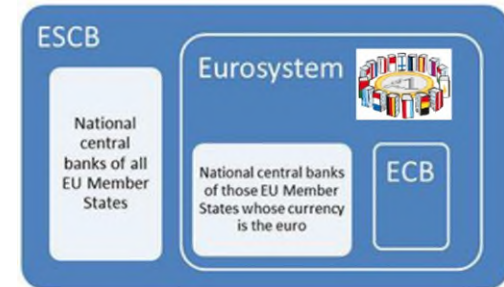 ESCB
National
central
banks of all
EU Member
States
Eurosystem
National central banks
of those EU Member
States whose currency
is the euro
ECB